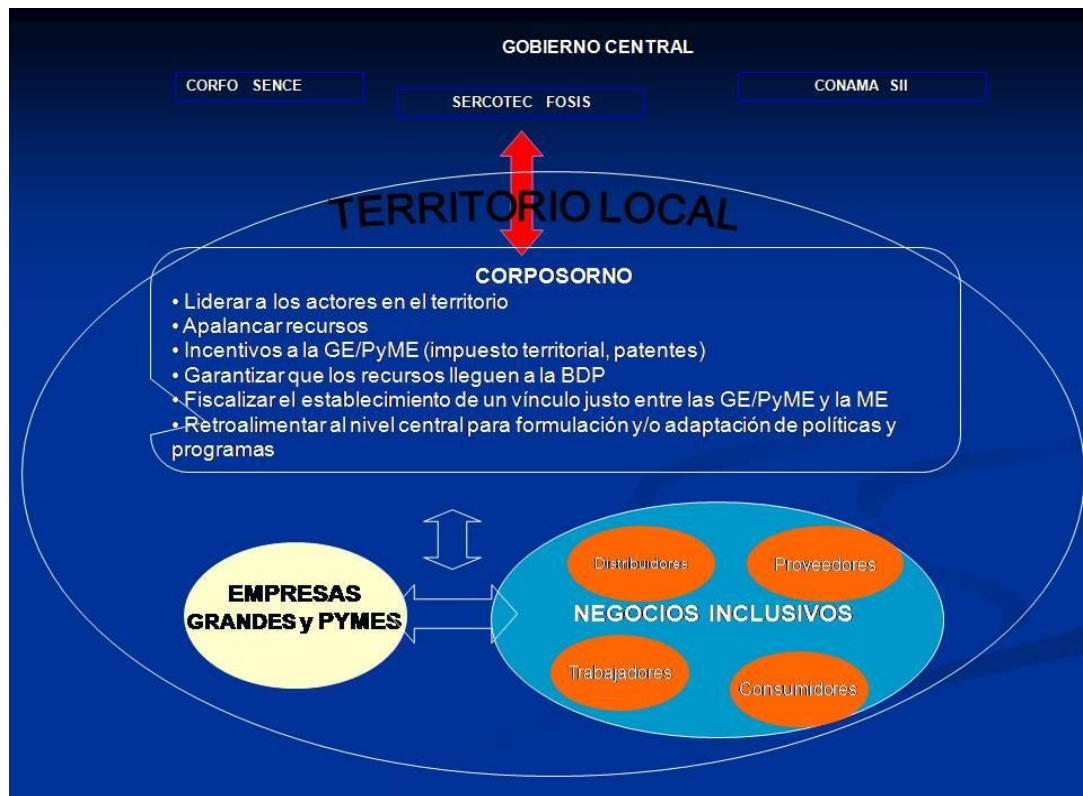 GOBIERNO CENTRAL
CORFO SENCE
SERCOTEC FOSIS
CONAMA SII
TERRITORIO LOCAL
CORPOSORNO
• Liderar a los actores en el territorio
• Apalancar recursos
• Incentivos a la GE/PyME (impuesto territorial, patentes)
• Garantizar que los recursos lleguen a la BDP
• Fiscalizar el establecimiento de un vínculo justo entre las GE/PyME y la ME
• Retroalimentar al nivel central para formulación y/o adaptación de políticas y
programas
EMPRESAS
GRANDES y PYMES
Distribuidores
Proveedores
NEGOCIOS INCLUSIVOS
Trabajadores
Consumidores